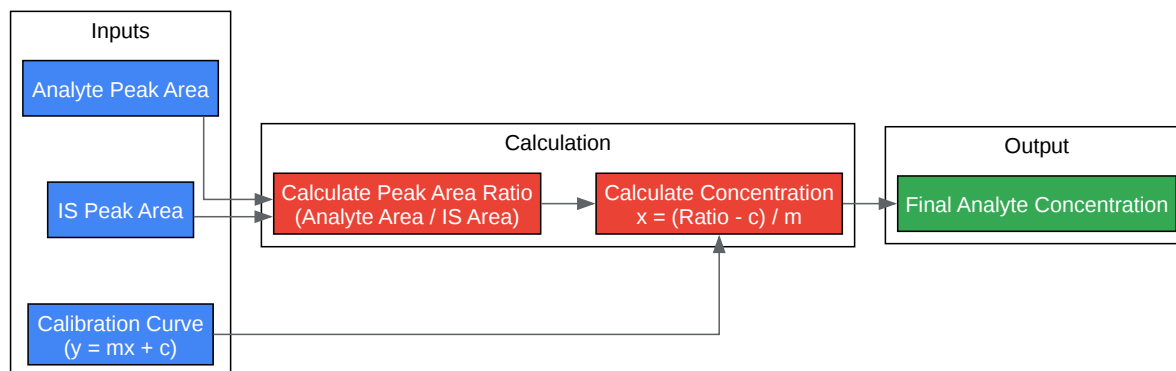 Inputs
Analyte Peak Area
IS Peak Area
Calibration Curve
(y = mx + c)
Calculation
Calculate Peak Area Ratio
(Analyte Area / IS Area)
Calculate Concentration
x = (Ratio - c) / m
Output
Final Analyte Concentration